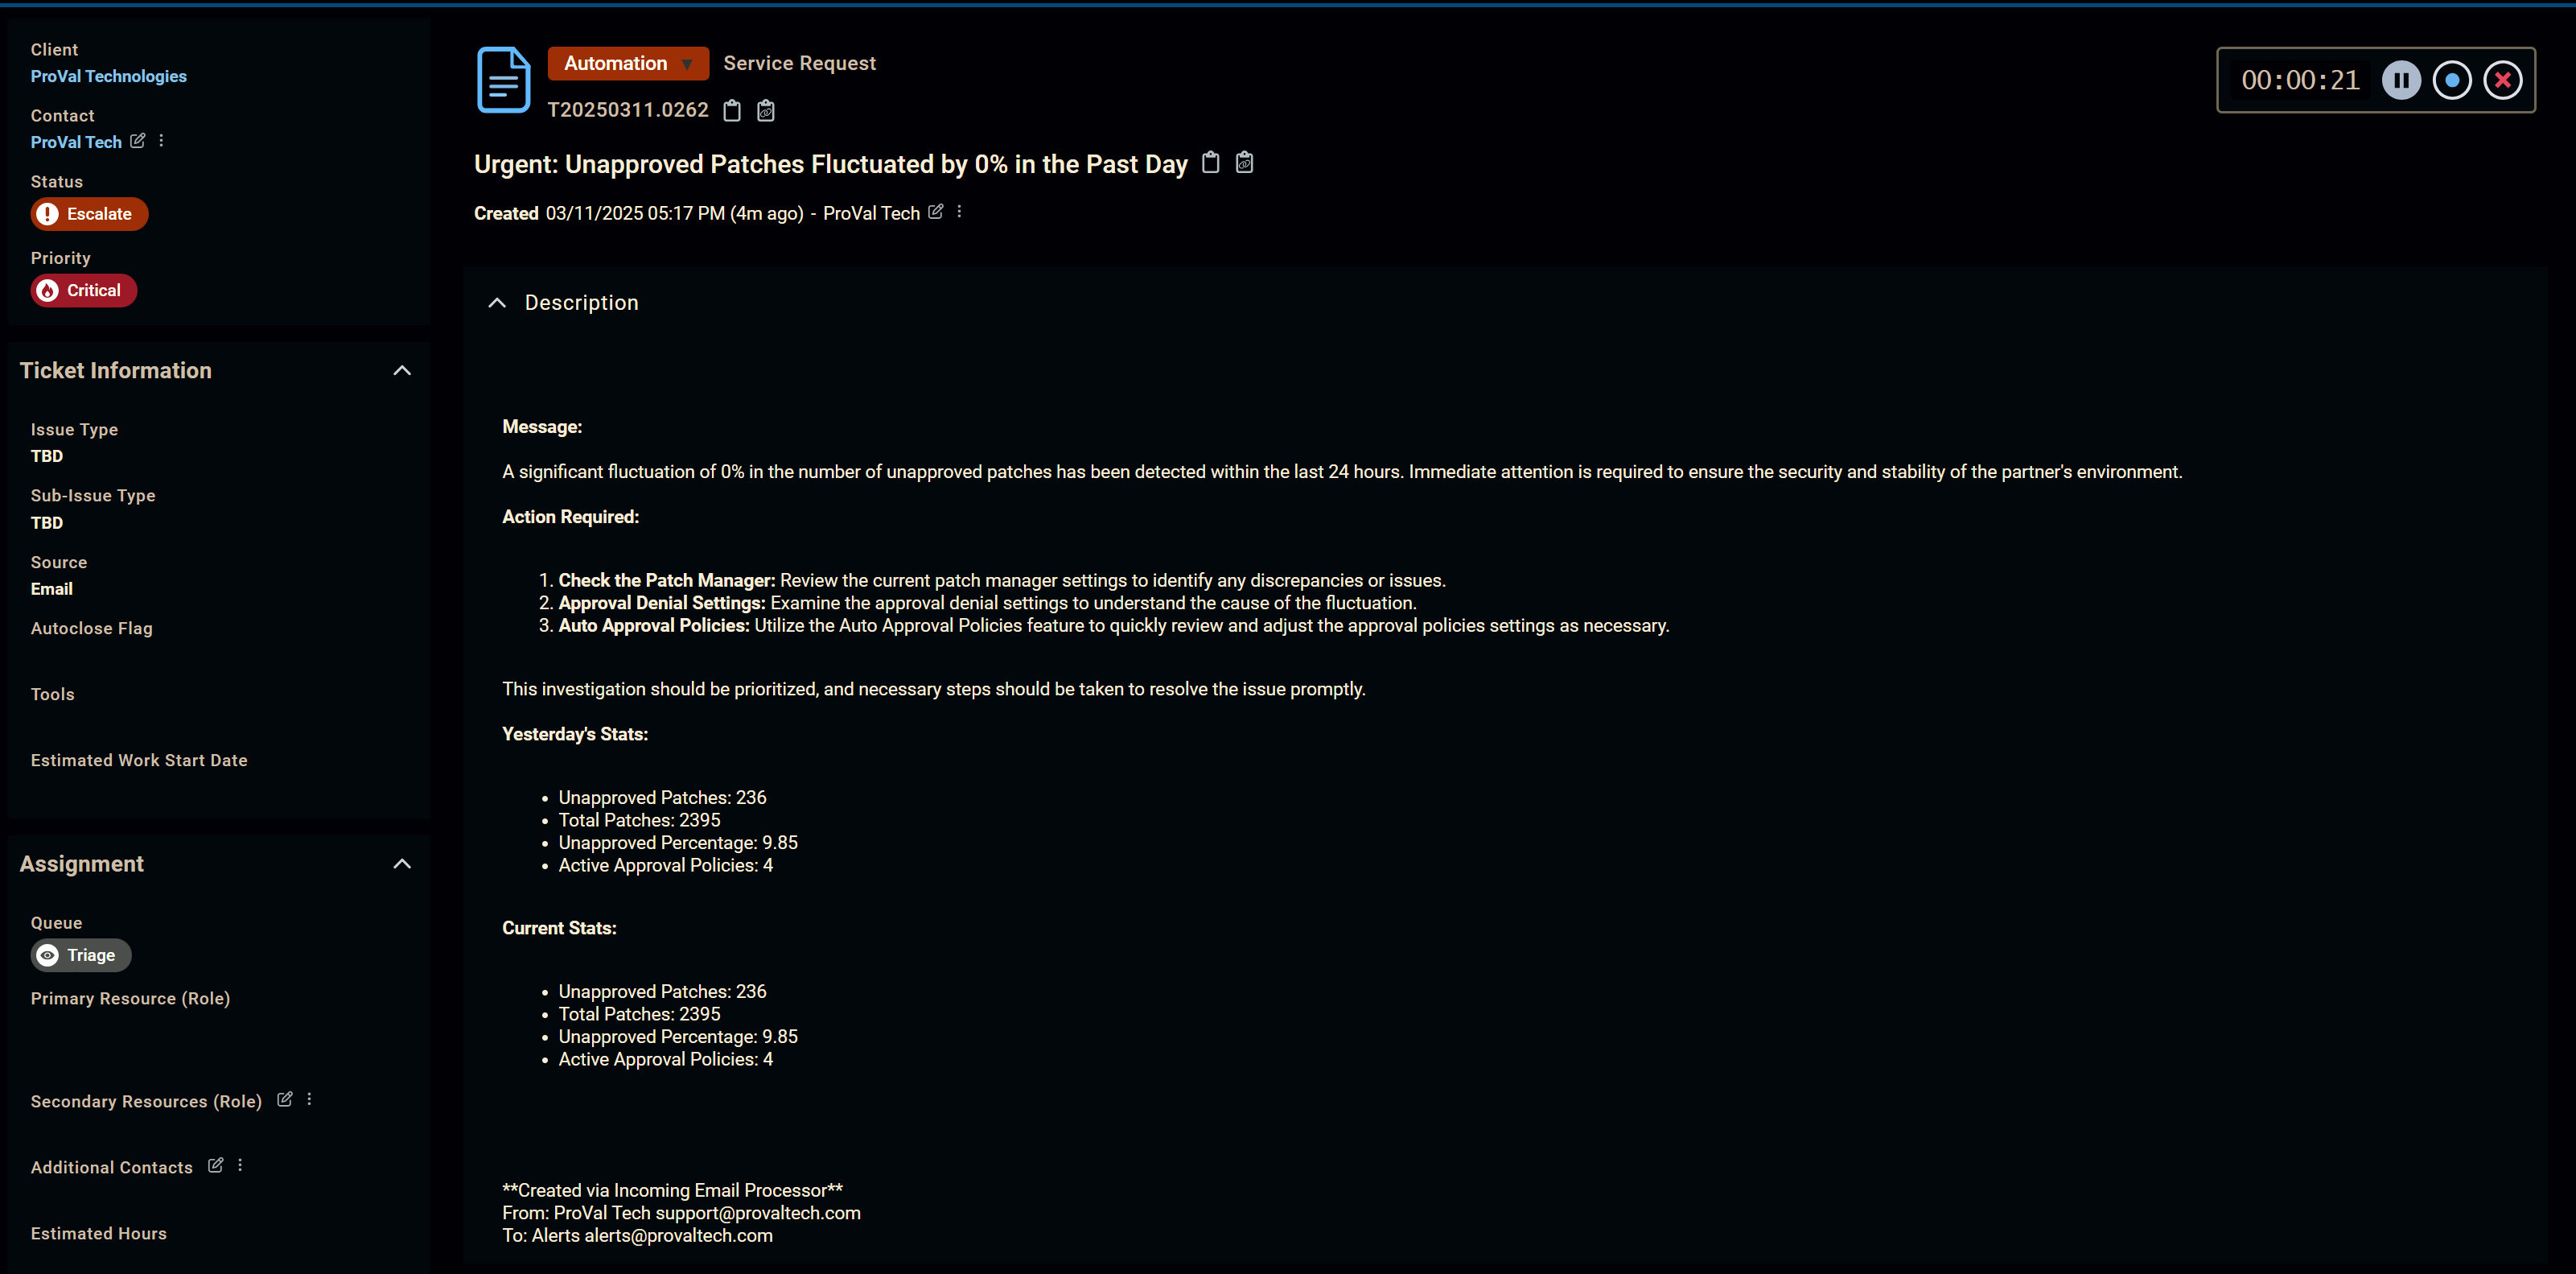 Client
ProVal Technologies
Contact
ProVal Tech
Status
Escalate
Priority
Critical
Ticket Information
Issue Type
TBD
Sub-Issue Type
TBD
Source
Email
Autoclose Flag
Tools
Estimated Work Start Date
Assignment
Queue
Triage
Primary Resource (Role)
Secondary Resources (Role)
Additional Contacts
Estimated Hours
Automation Service Request
T20250311.0262
00:00:21
Urgent: Unapproved Patches Fluctuated by 0% in the Past Day
Created 03/11/2025 05:17 PM (4m ago) - ProVal Tech
Description
Message:
A significant fluctuation of 0% in the number of unapproved patches has been detected within the last 24 hours. Immediate attention is required to ensure the security and stability of the partner's environment.
Action Required:
1. Check the Patch Manager: Review the current patch manager settings to identify any discrepancies or issues.
2. Approval Denial Settings: Examine the approval denial settings to understand the cause of the fluctuation.
3. Auto Approval Policies: Utilize the Auto Approval Policies feature to quickly review and adjust the approval policies settings as necessary.
This investigation should be prioritized, and necessary steps should be taken to resolve the issue promptly.
Yesterday's Stats:
• Unapproved Patches: 236
• Total Patches: 2395
• Unapproved Percentage: 9.85
• Active Approval Policies: 4
Current Stats:
• Unapproved Patches: 236
• Total Patches: 2395
• Unapproved Percentage: 9.85
• Active Approval Policies: 4
**Created via Incoming Email Processor**
From: ProVal Tech support@provaltech.com
To: Alerts alerts@provaltech.com